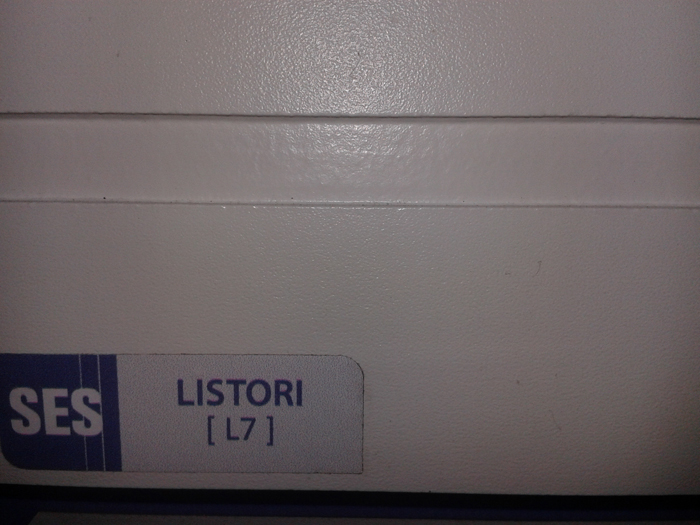 SES
LISTORI
[ L7 ]